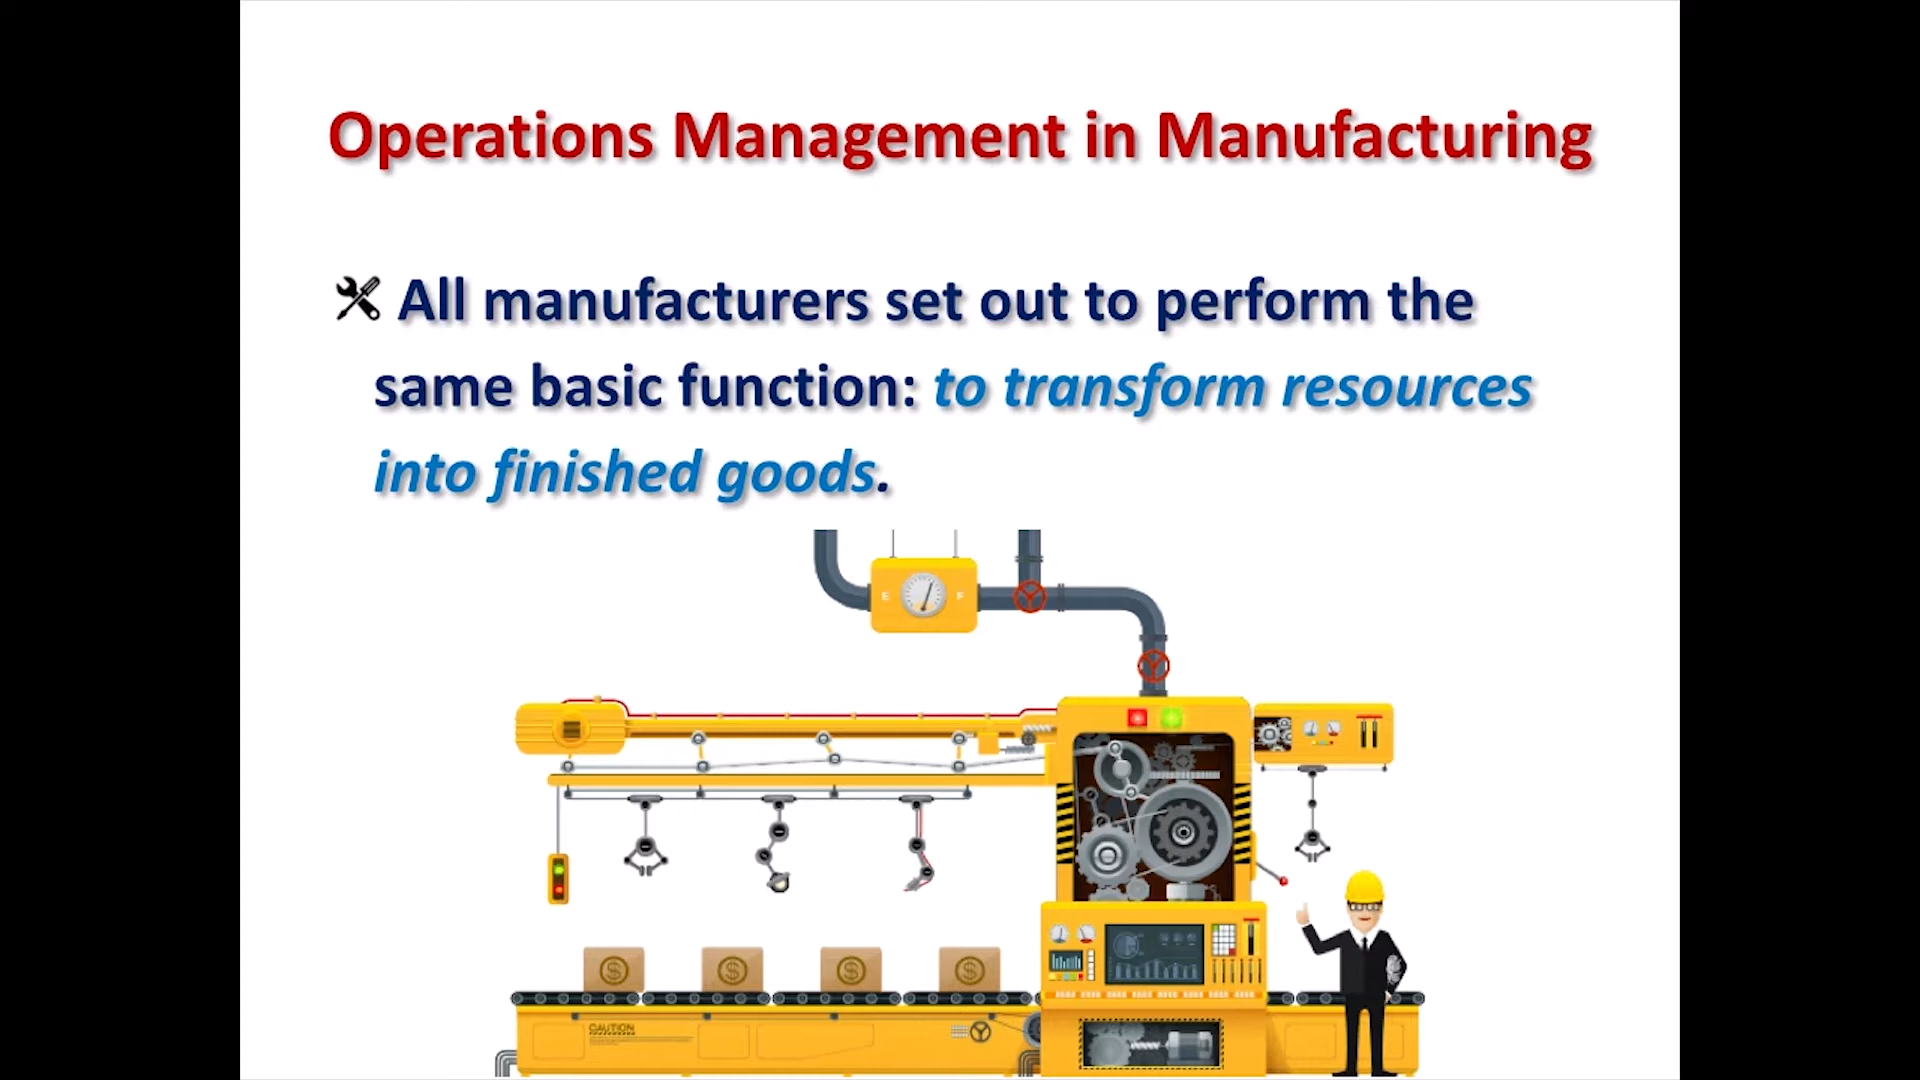 Operations Management in Manufacturing
All manufacturers set out to perform the
same basic function: to transform resources
into finished goods.
E F
$ $ $ $
CAUTION